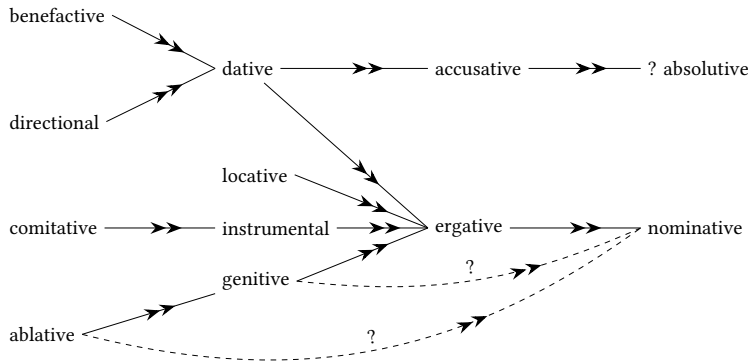 benefactive
dative
accusative
? absolutive
directional
locative
comitative
instrumental
ergative
nominative
genitive
?
ablative
?